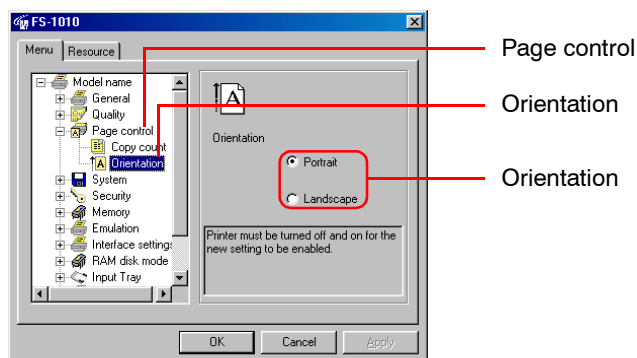 FS-1010
Menu Resource
Model name
General
Quality
Page control
Copy count
Orientation
System
Security
Memory
Emulation
Interface settings
RAM disk mode
Input Tray
A
Orientation
Portrait
Landscape
Printer must be turned off and on for the
new setting to be enabled.
OK Cancel Apply
Page control
Orientation
Orientation